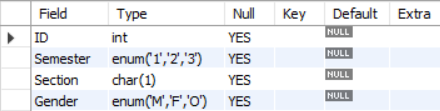 Field Type Null Key Default Extra
ID int YES NULL
Semester enum('1','2','3') YES NULL
Section char(1) YES NULL
Gender enum('M','F','O') YES NULL